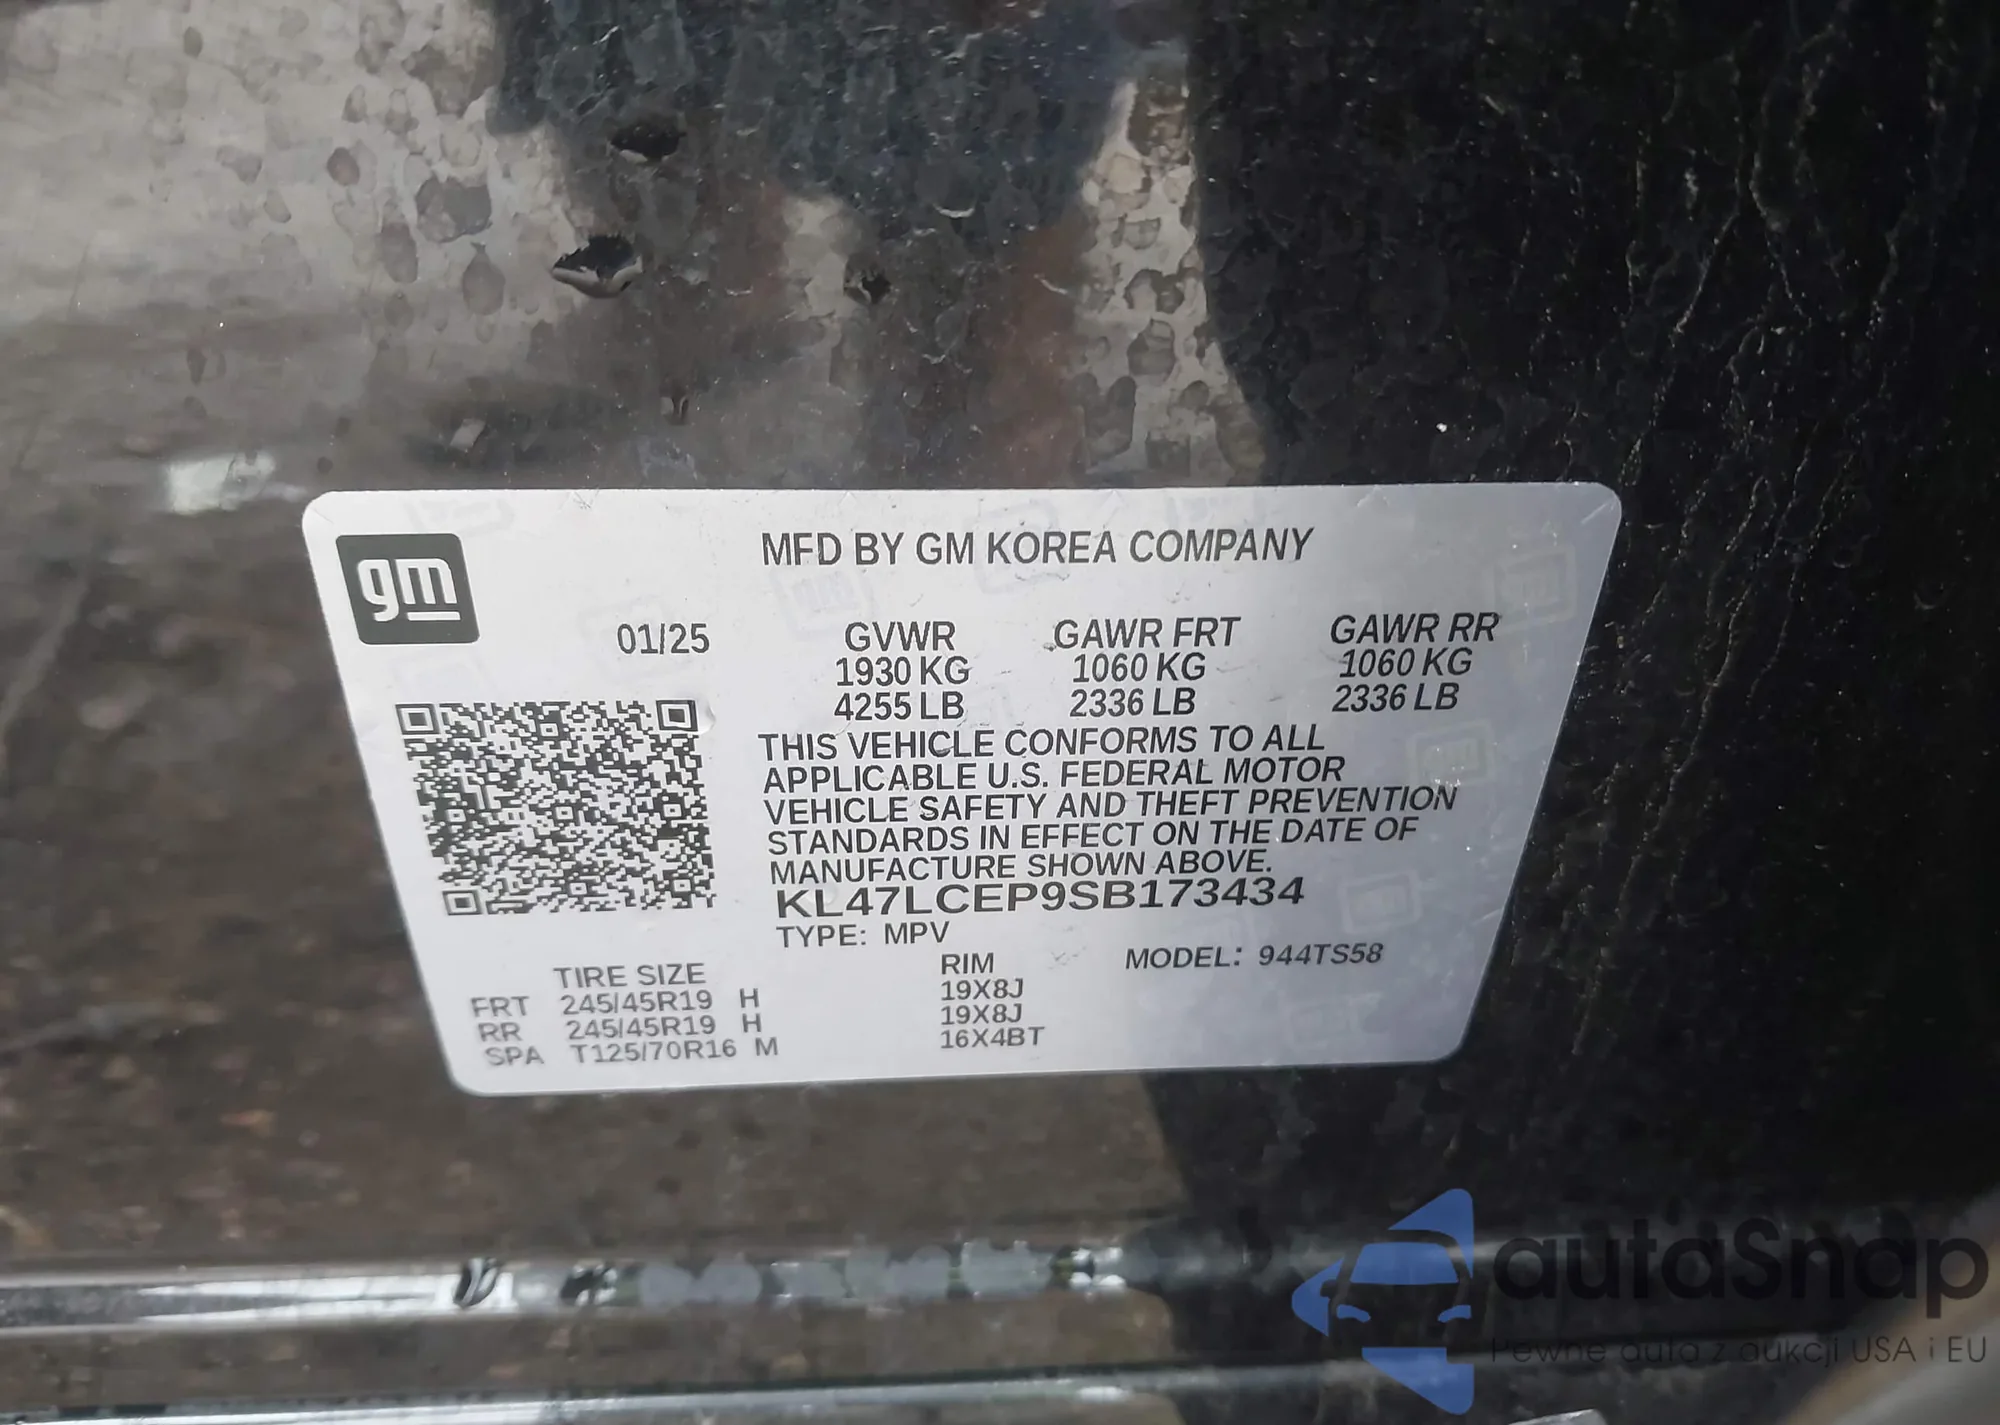 gm
MFD BY GM KOREA COMPANY
01/25 GVWR GAWR FRT GAWR RR
1930 KG 1060 KG 1060 KG
4255 LB 2336 LB 2336 LB
THIS VEHICLE CONFORMS TO ALL
APPLICABLE U.S. FEDERAL MOTOR
VEHICLE SAFETY AND THEFT PREVENTION
STANDARDS IN EFFECT ON THE DATE OF
MANUFACTURE SHOWN ABOVE.
KL47LCEP9SB173434
TYPE: MPV
MODEL: 944TS58
TIRE SIZE RIM
FRT 245/45R19 H 19X8J
RR 245/45R19 H 19X8J
SPA T125/70R16 M 16X4BT
autaSnap
Pewne auta z aukcji USA i EU